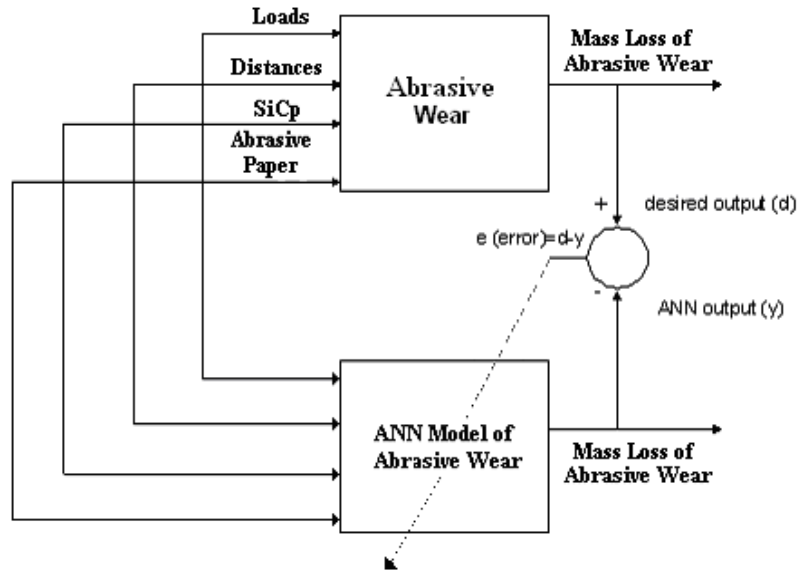 Loads
Distances
SiCp
Abrasive
Paper
Abrasive
Wear
Mass Loss of
Abrasive Wear
+
desired output (d)
e (error)=d-y
-
ANN output (y)
ANN Model of
Abrasive Wear
Mass Loss of
Abrasive Wear